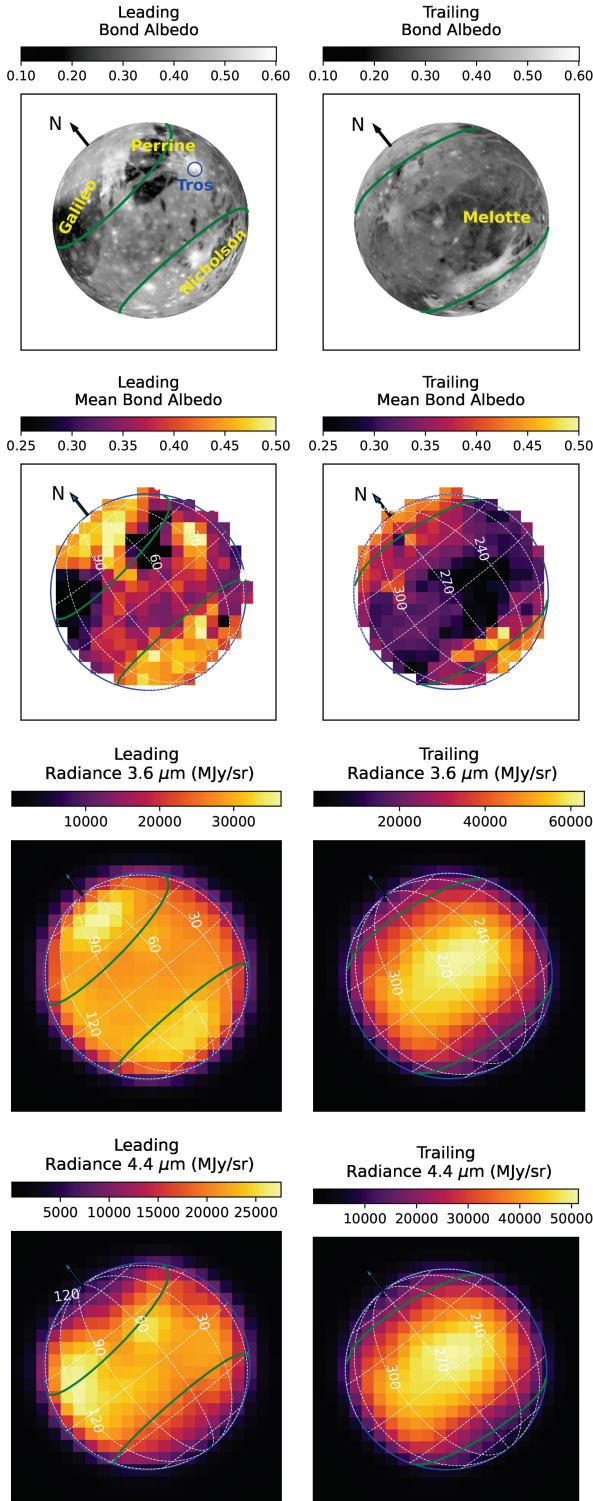 Leading
Bond Albedo
0.10 0.20 0.30 0.40 0.50 0.60
N
Perrine
Tros
Galileo
Nicholson
Trailing
Bond Albedo
0.10 0.20 0.30 0.40 0.50 0.60
N
Melotte
Leading
Mean Bond Albedo
0.25 0.30 0.35 0.40 0.45 0.50
N
90
60
30
Trailing
Mean Bond Albedo
0.25 0.30 0.35 0.40 0.45 0.50
N
240
270
300
Leading
Radiance 3.6 μm (MJy/sr)
10000 20000 30000
30
90
60
120
Trailing
Radiance 3.6 μm (MJy/sr)
20000 40000 60000
240
270
300
Leading
Radiance 4.4 μm (MJy/sr)
5000 10000 15000 20000 25000
120
60
30
90
120
Trailing
Radiance 4.4 μm (MJy/sr)
10000 20000 30000 40000 50000
240
270
300